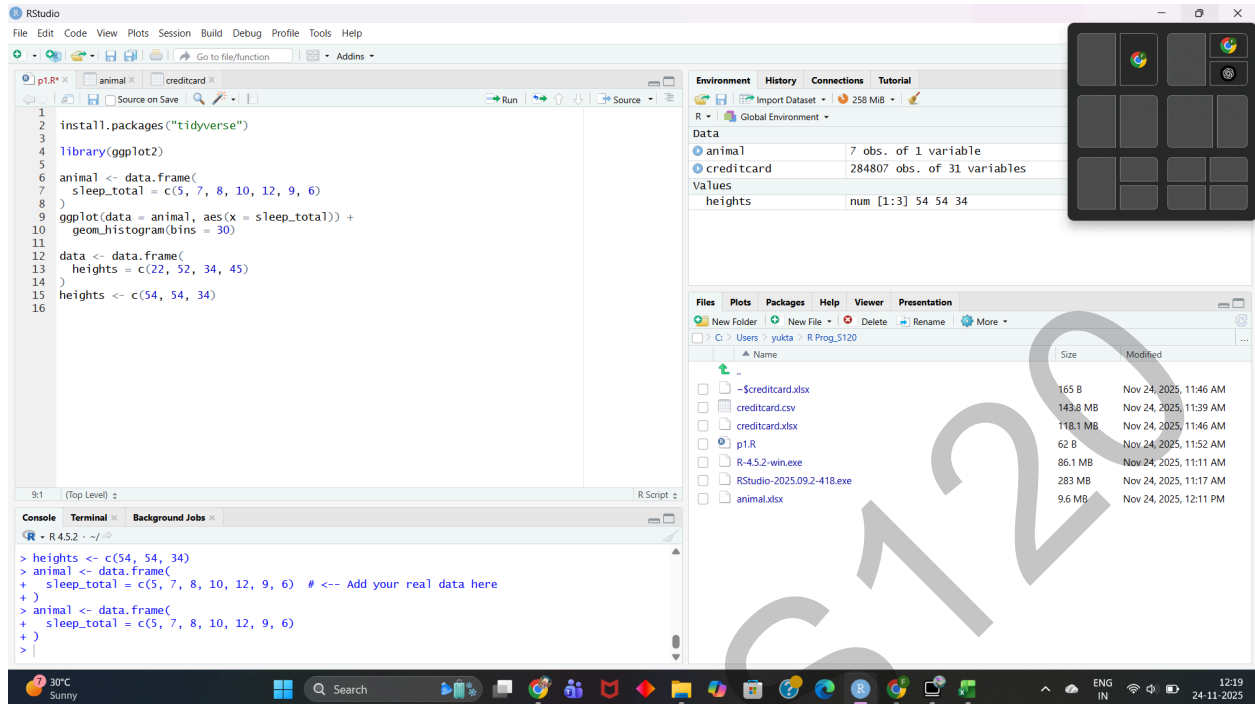 RStudio
File Edit Code View Plots Session Build Debug Profile Tools Help
Go to file/function Addins
p1.R* animal creditcard
Source on Save Run Source
1
2 install.packages("tidyverse")
3
4 library(ggplot2)
5
6 animal <- data.frame(
7 sleep_total = c(5, 7, 8, 10, 12, 9, 6)
8 )
9 ggplot(data = animal, aes(x = sleep_total)) +
10 geom_histogram(bins = 30)
11
12 data <- data.frame(
13 heights = c(22, 52, 34, 45)
14 )
15 heights <- c(54, 54, 34)
16
9:1 (Top Level) R Script
Console Terminal Background Jobs
R 4.5.2 · ~/
> heights <- c(54, 54, 34)
> animal <- data.frame(
+ sleep_total = c(5, 7, 8, 10, 12, 9, 6) # <-- Add your real data here
+ )
> animal <- data.frame(
+ sleep_total = c(5, 7, 8, 10, 12, 9, 6)
+ )
>
Environment History Connections Tutorial
Import Dataset 258 MiB
R Global Environment
Data
animal 7 obs. of 1 variable
creditcard 284807 obs. of 31 variables
Values
heights num [1:3] 54 54 34
Files Plots Packages Help Viewer Presentation
New Folder New File Delete Rename More
C: > Users > yukta > R Prog_S120 ...
Name Size Modified
..
~$creditcard.xlsx 165 B Nov 24, 2025, 11:46 AM
creditcard.csv 143.8 MB Nov 24, 2025, 11:39 AM
creditcard.xlsx 118.1 MB Nov 24, 2025, 11:46 AM
p1.R 62 B Nov 24, 2025, 11:52 AM
R-4.5.2-win.exe 86.1 MB Nov 24, 2025, 11:11 AM
RStudio-2025.09.2-418.exe 283 MB Nov 24, 2025, 11:17 AM
animal.xlsx 9.6 MB Nov 24, 2025, 12:11 PM
S120
7 30°C
Sunny
Search
ENG
IN
12:19
24-11-2025